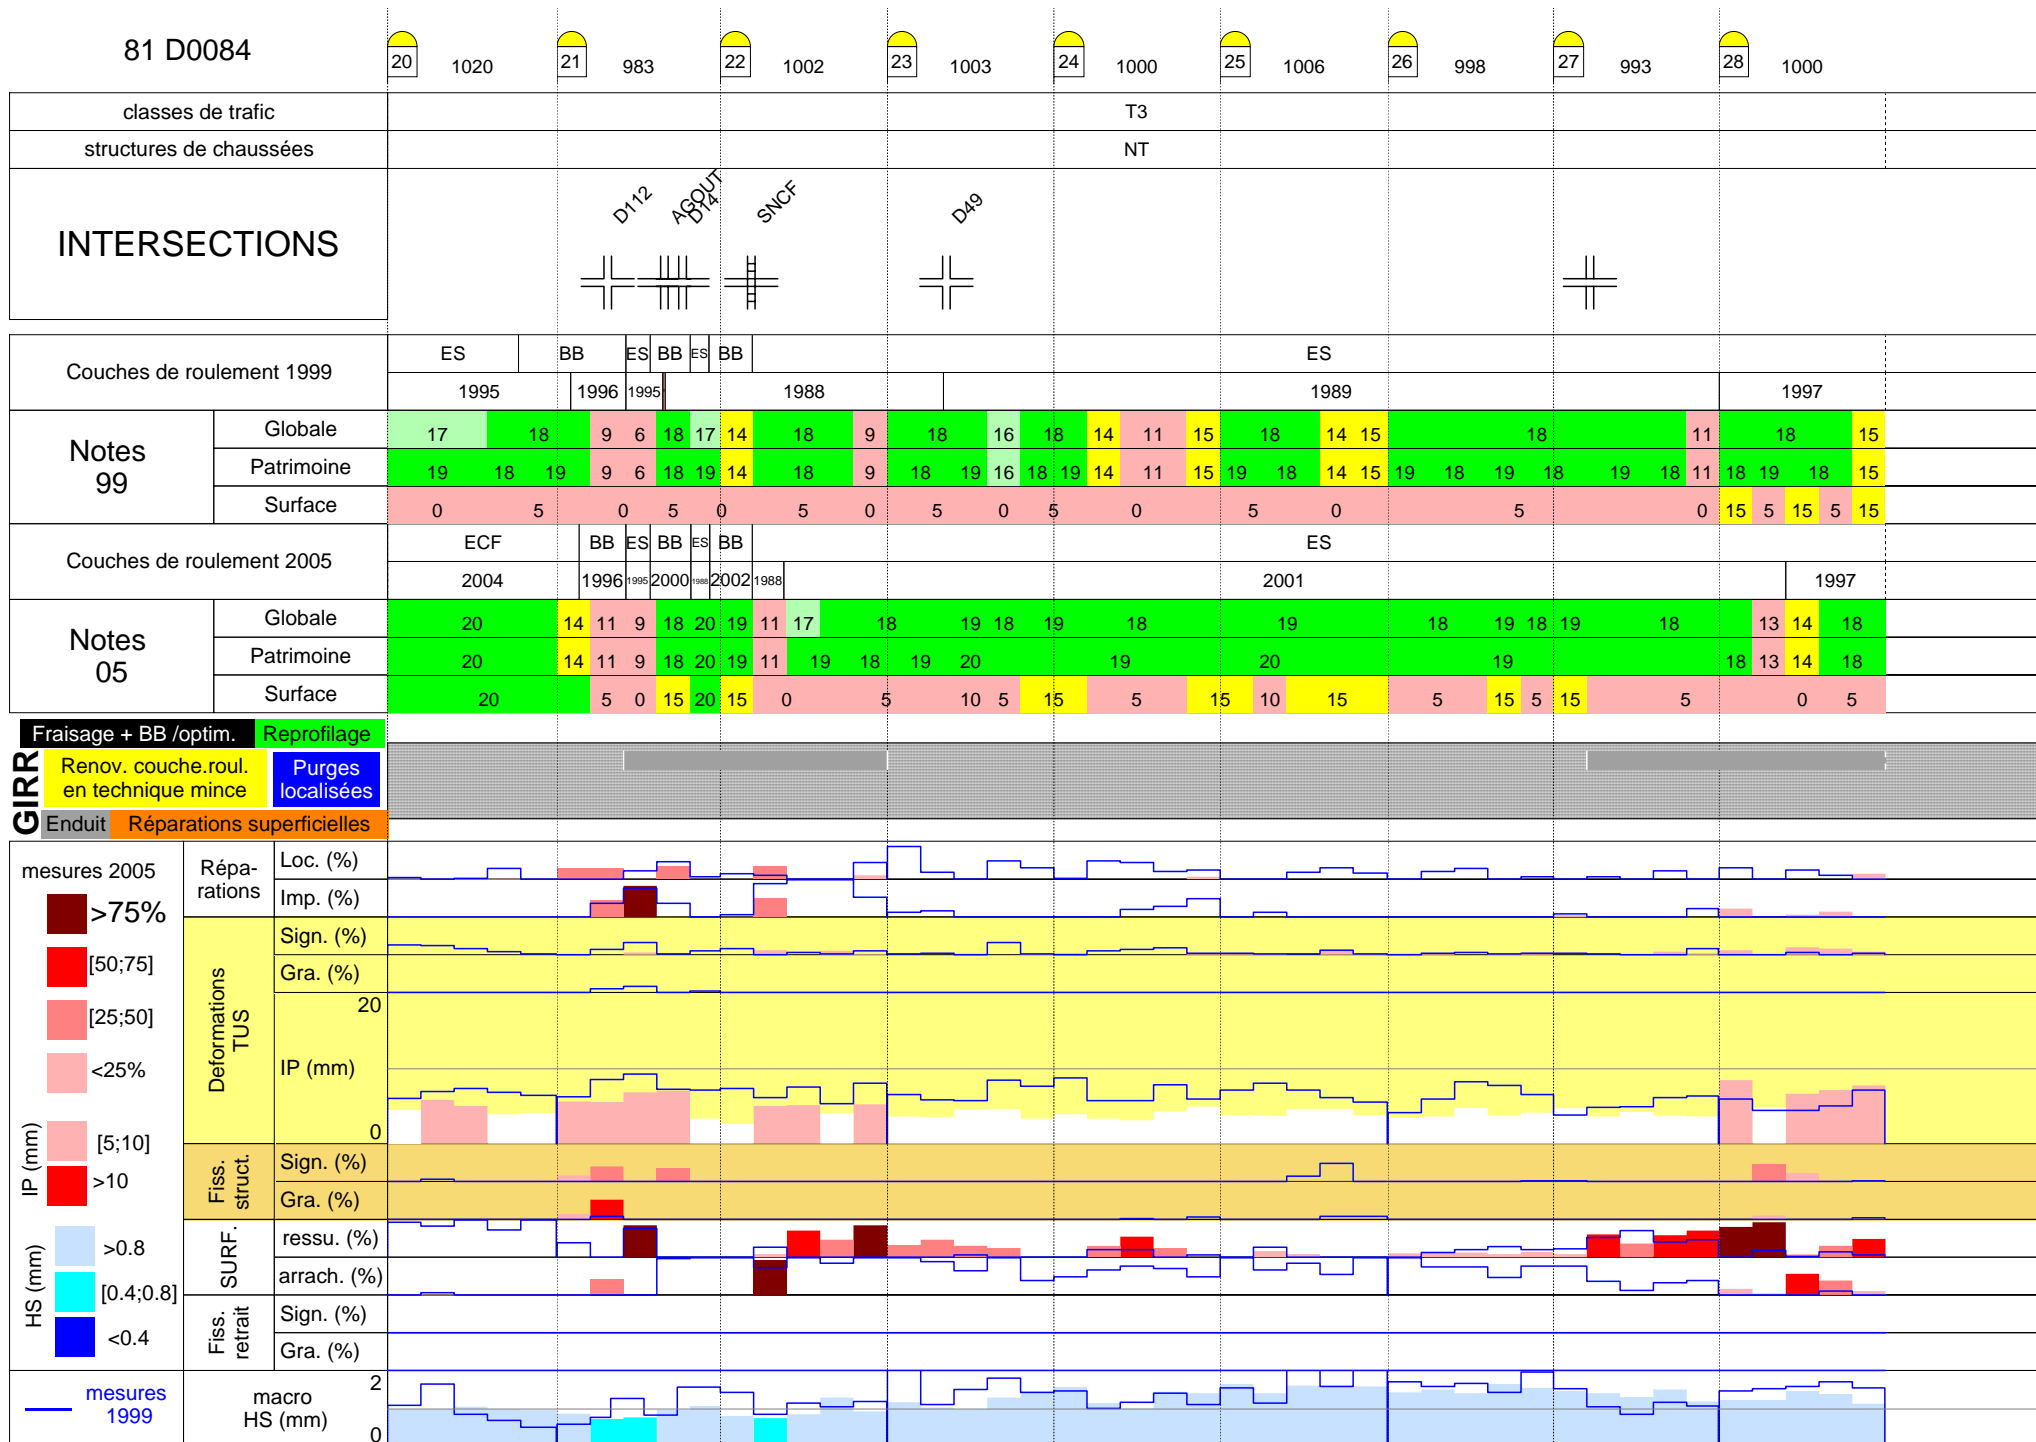 81 D0084
20 1020 21 983 22 1002 23 1003 24 1000 25 1006 26 998 27 993 28 1000
classes de trafic T3
structures de chaussées NT
INTERSECTIONS D112 AGOUT D14 SNCF D49
Couches de roulement 1999
ES BB ES BB ES BB ES
1995 1996 1995 1988 1989 1997
Notes 99
Globale 17 18 9 6 18 17 14 18 9 18 16 18 14 11 15 18 14 15 18 11 18 15
Patrimoine 19 18 19 9 6 18 19 14 18 9 18 19 16 18 19 14 11 15 19 18 14 15 19 18 19 18 19 18 11 18 19 18 15
Surface 0 5 0 5 0 5 0 5 0 5 0 5 0 5 0 15 5 15 5 15
Couches de roulement 2005
ECF BB ES BB ES BB ES
2004 1996 1995 2000 1988 2002 1988 2001 1997
Notes 05
Globale 20 14 11 9 18 20 19 11 17 18 19 18 19 18 19 18 19 18 19 18 13 14 18
Patrimoine 20 14 11 9 18 20 19 11 19 18 19 20 19 20 19 18 13 14 18
Surface 20 5 0 15 20 15 0 5 10 5 15 5 15 10 15 5 15 5 15 5 0 5
GIRR
Fraisage + BB /optim. Reprofilage
Renov. couche.roul. en technique mince
Purges localisées
Enduit Réparations superficielles
mesures 2005
>75%
[50;75]
[25;50]
<25%
IP (mm)
[5;10]
>10
HS (mm)
>0.8
[0.4;0.8]
<0.4
mesures 1999
Répa-
rations
Loc. (%)
Imp. (%)
Deformations TUS
Sign. (%)
Gra. (%)
20
IP (mm)
0
Fiss. struct.
Sign. (%)
Gra. (%)
SURF.
ressu. (%)
arrach. (%)
Fiss. retrait
Sign. (%)
Gra. (%)
macro HS (mm)
2
0